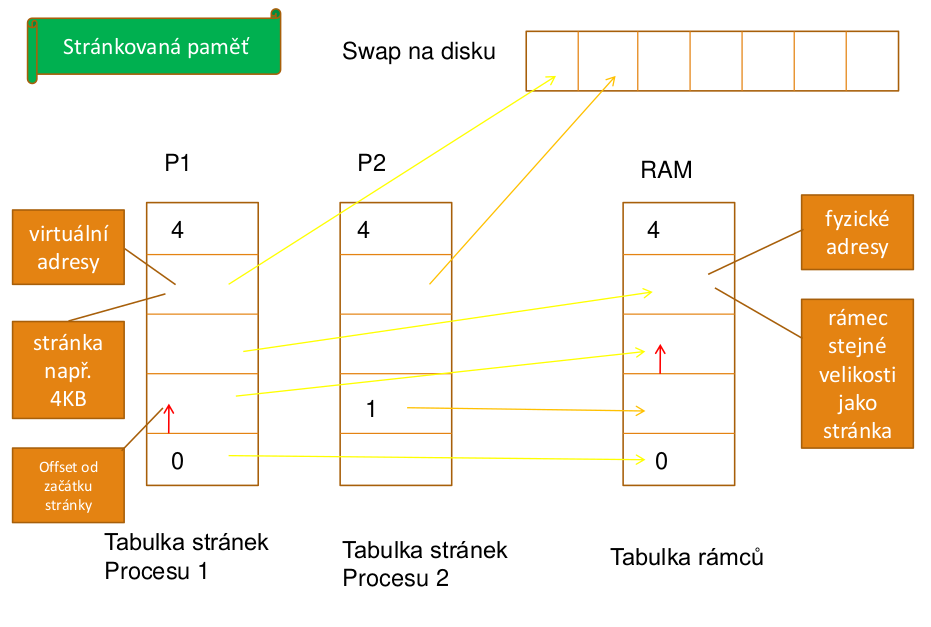 Stránkovaná paměť
Swap na disku
P1
P2
RAM
virtuální
adresy
stránka
např.
4KB
Offset od
začátku
stránky
4
0
4
1
4
0
fyzické
adresy
rámec
stejné
velikosti
jako
stránka
Tabulka stránek
Procesu 1
Tabulka stránek
Procesu 2
Tabulka rámců